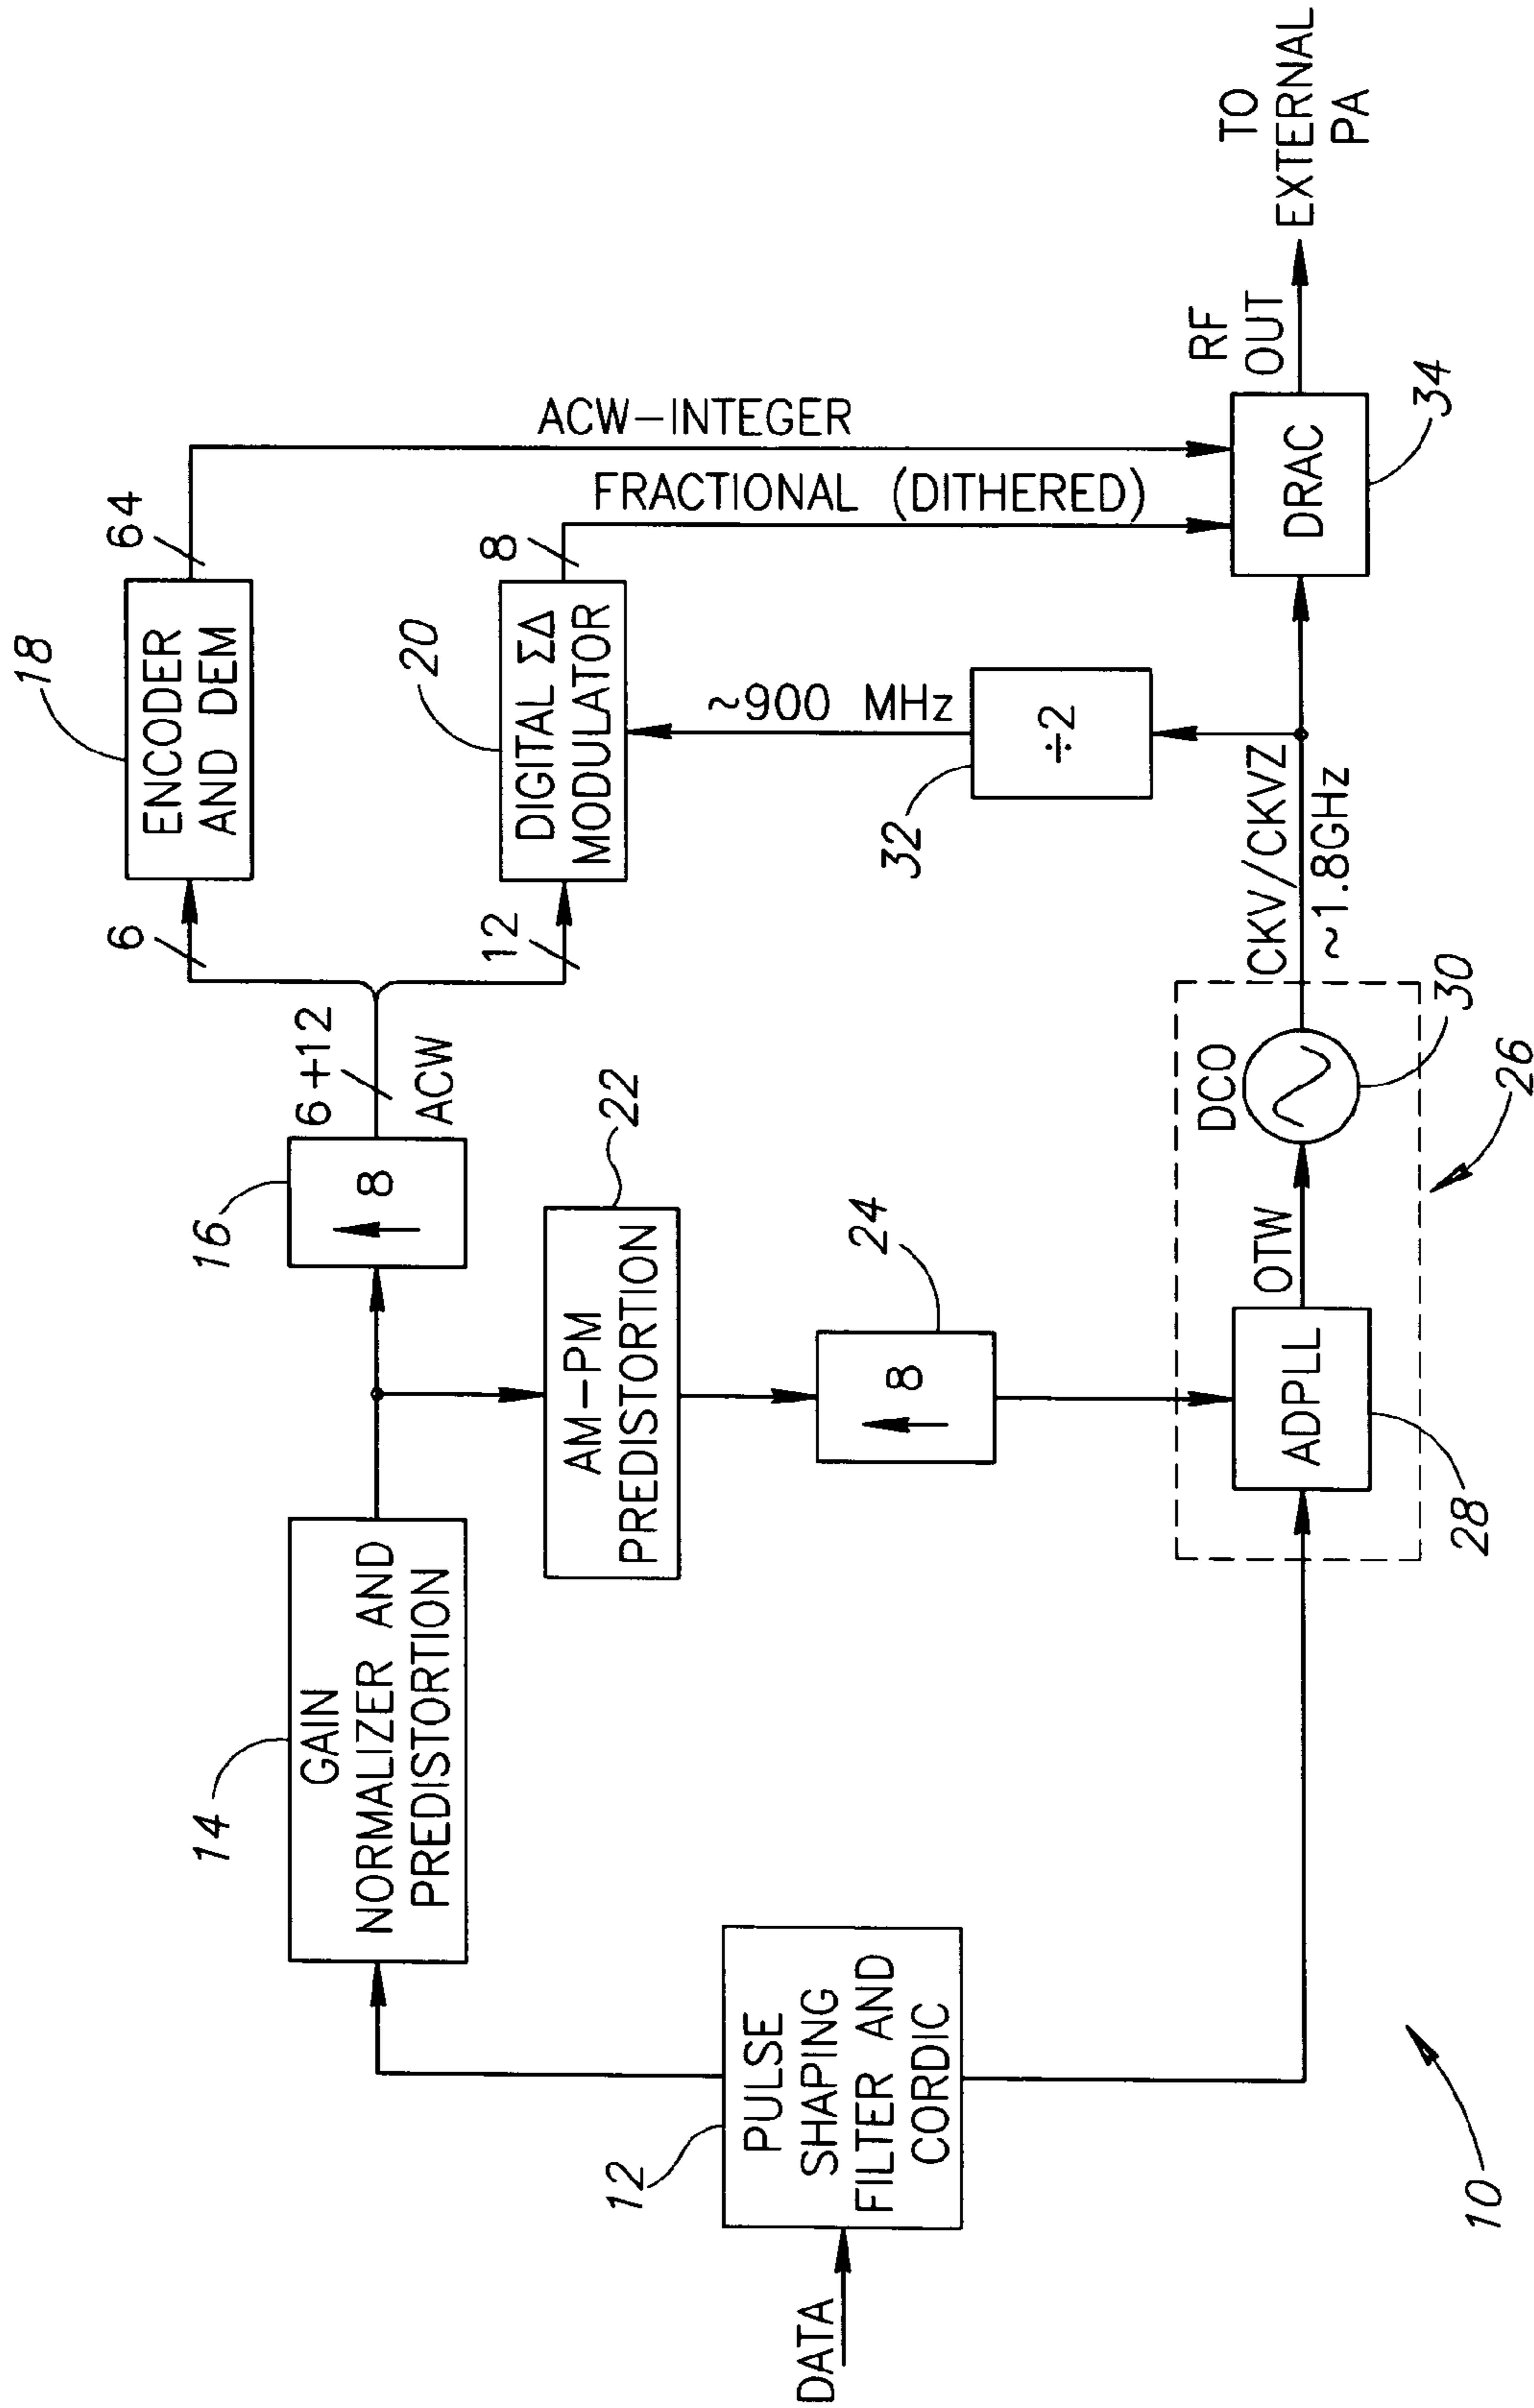 DATA
12
PULSE
SHAPING
FILTER AND
CORDIC
10
14
GAIN
NORMALIZER AND
PREDISTORTION
16
8
6+12
ACW
22
AM-PM
PREDISTORTION
24
8
6
18
ENCODER
AND DEM
64
12
20
DIGITAL ΣΔ
MODULATOR
8
ACW-INTEGER
FRACTIONAL (DITHERED)
~900 MHz
32
÷2
28
ADPLL
OTW
DCO
30
26
CKV/CKVZ
~1.8GHz
DRAC
34
RF
OUT
TO
EXTERNAL
PA